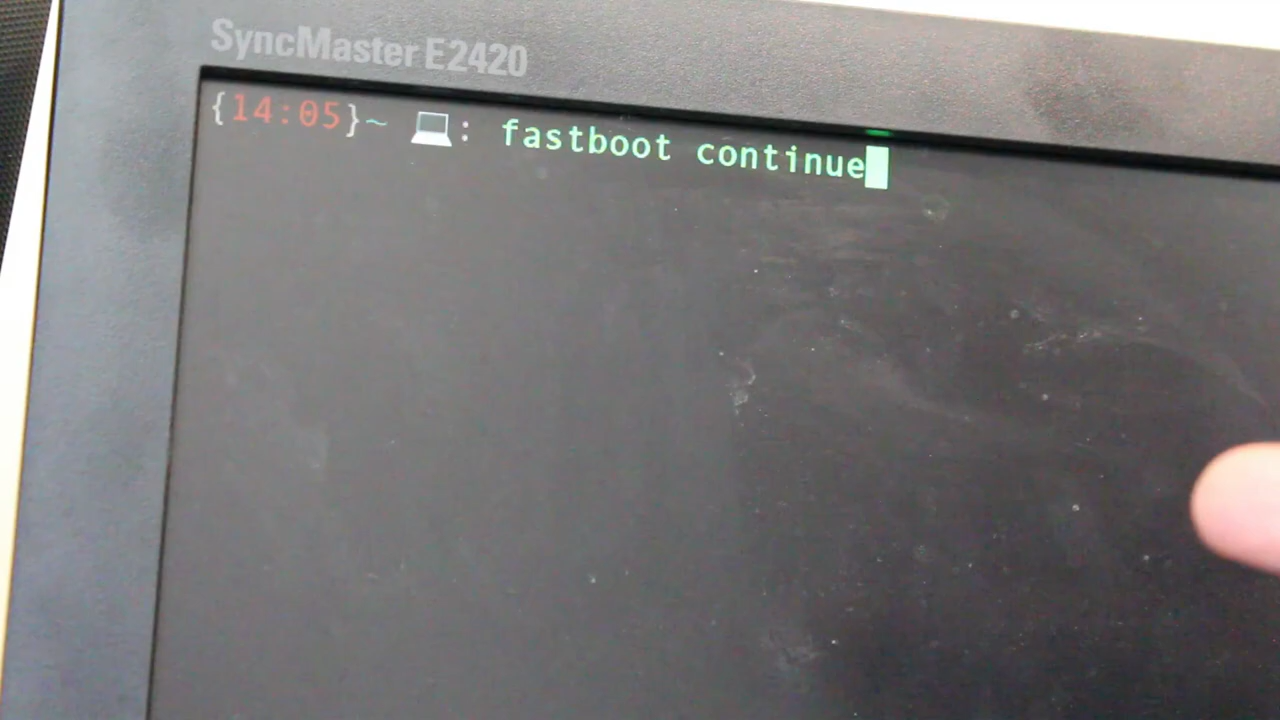 SyncMaster E2420
{14:05}~ 💻: fastboot continue